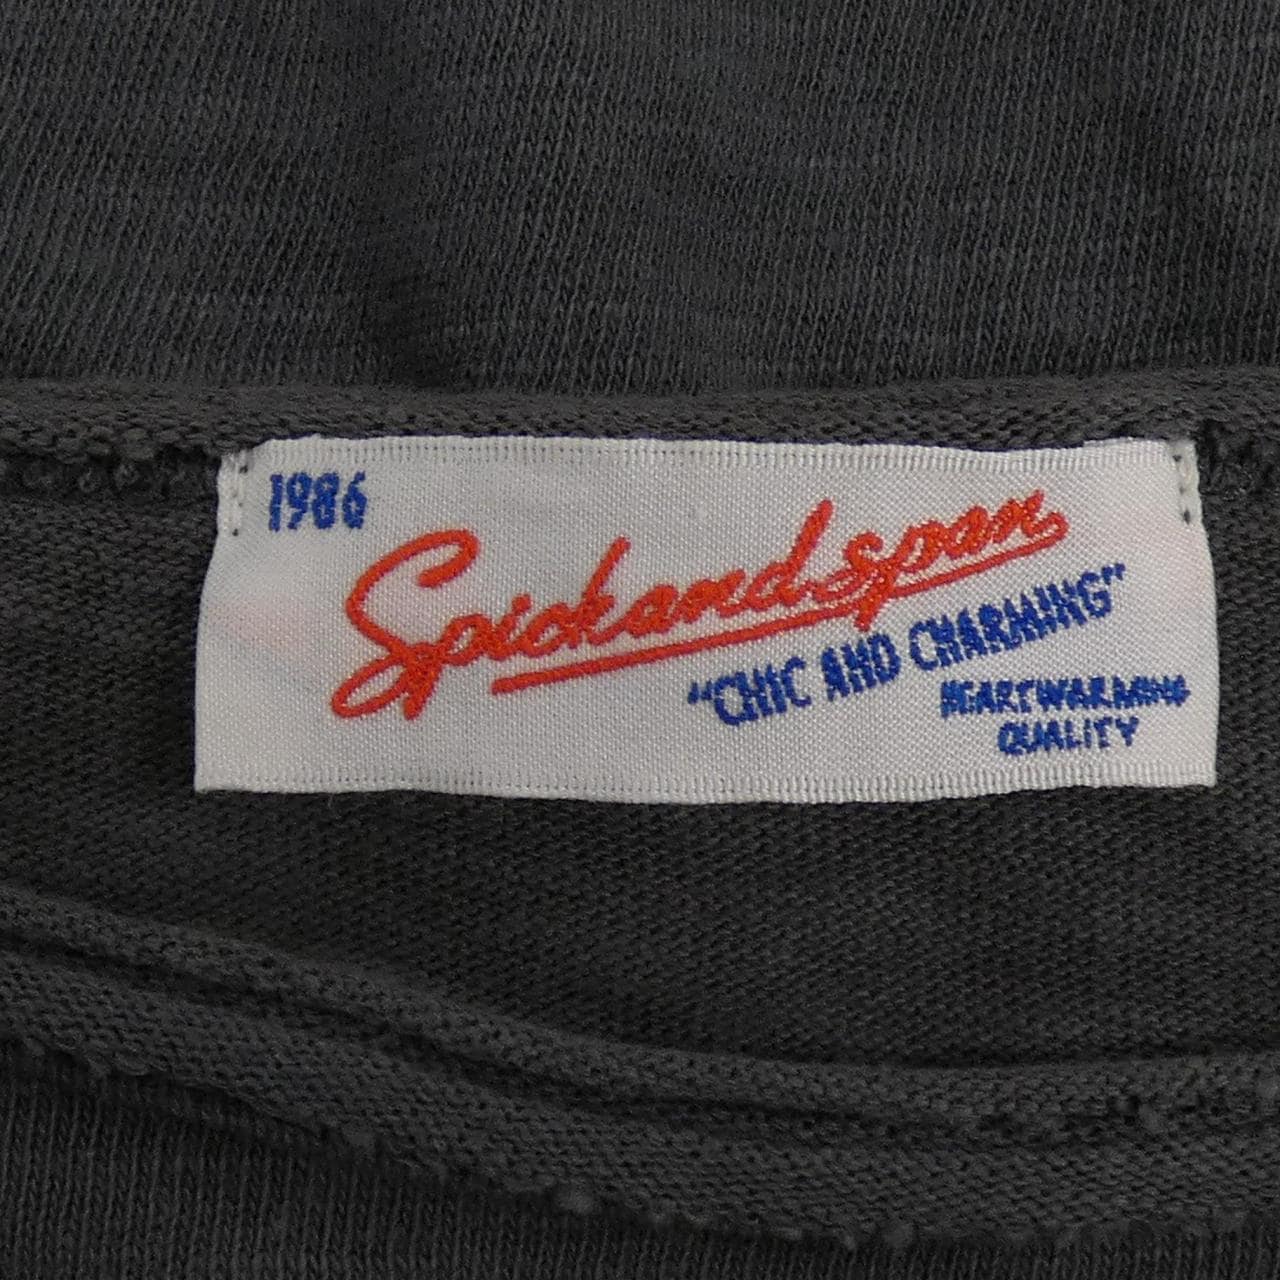 1986
Spickandspan
"CHIC AND CHARMING"
HEARTWARMING
QUALITY